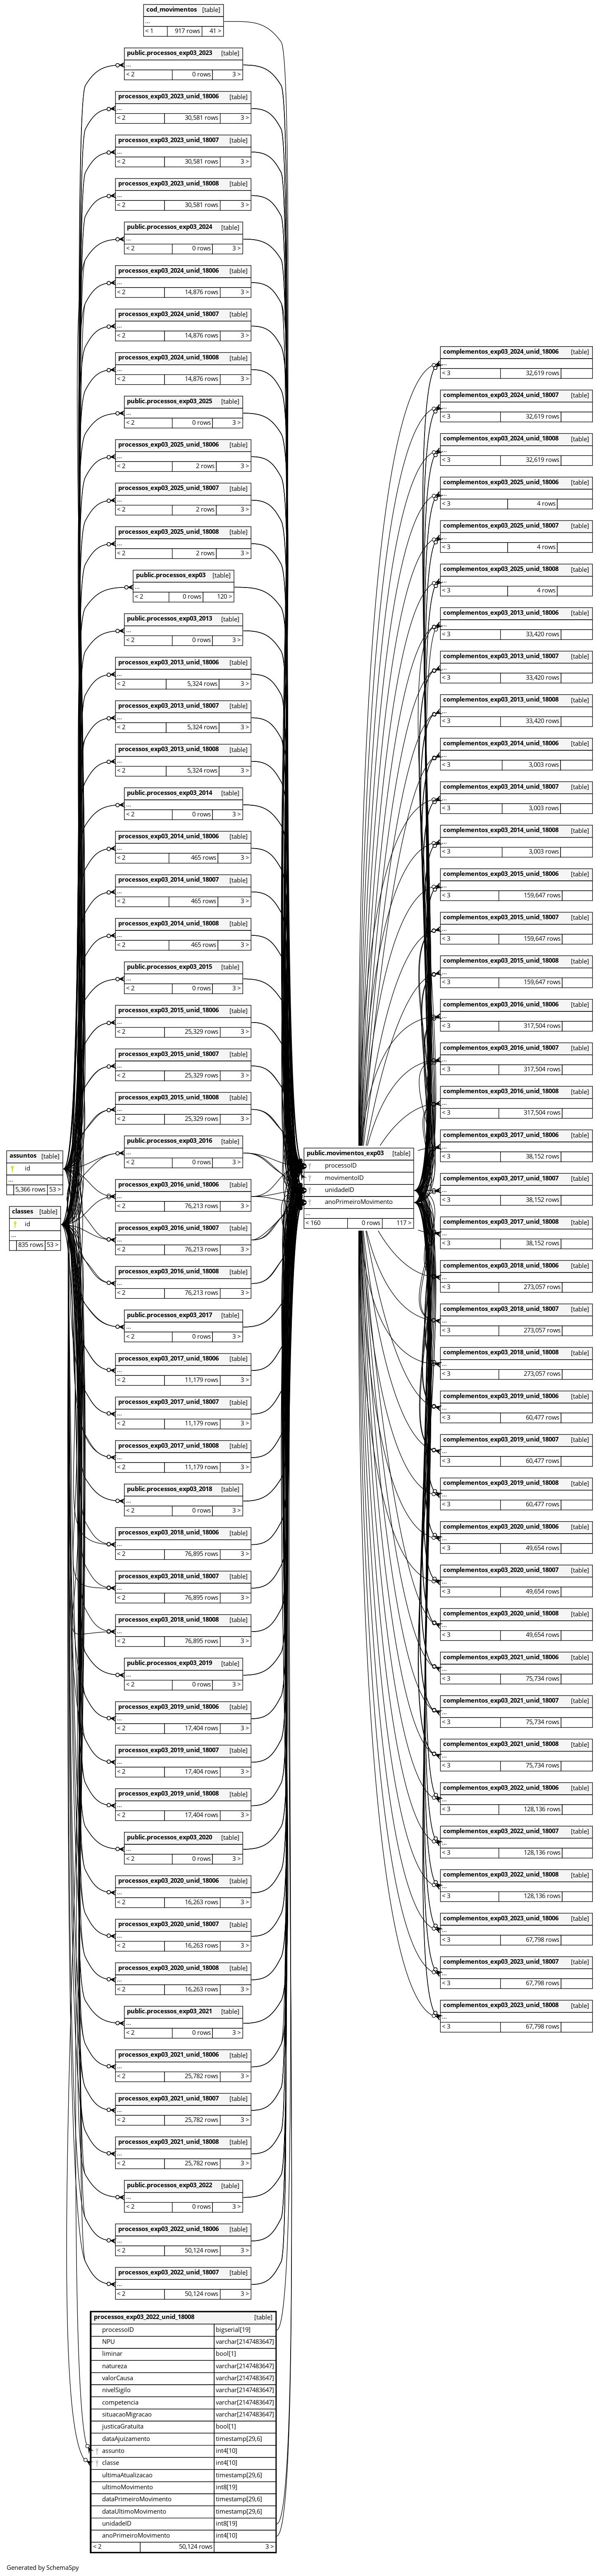 cod_movimentos [table]
...
< 1 917 rows 41 >
public.processos_exp03_2023 [table]
...
< 2 0 rows 3 >
processos_exp03_2023_unid_18006 [table]
...
< 2 30,581 rows 3 >
processos_exp03_2023_unid_18007 [table]
...
< 2 30,581 rows 3 >
processos_exp03_2023_unid_18008 [table]
...
< 2 30,581 rows 3 >
public.processos_exp03_2024 [table]
...
< 2 0 rows 3 >
processos_exp03_2024_unid_18006 [table]
...
< 2 14,876 rows 3 >
processos_exp03_2024_unid_18007 [table]
...
< 2 14,876 rows 3 >
processos_exp03_2024_unid_18008 [table]
...
< 2 14,876 rows 3 >
public.processos_exp03_2025 [table]
...
< 2 0 rows 3 >
processos_exp03_2025_unid_18006 [table]
...
< 2 2 rows 3 >
processos_exp03_2025_unid_18007 [table]
...
< 2 2 rows 3 >
processos_exp03_2025_unid_18008 [table]
...
< 2 2 rows 3 >
public.processos_exp03 [table]
...
< 2 0 rows 120 >
public.processos_exp03_2013 [table]
...
< 2 0 rows 3 >
processos_exp03_2013_unid_18006 [table]
...
< 2 5,324 rows 3 >
processos_exp03_2013_unid_18007 [table]
...
< 2 5,324 rows 3 >
processos_exp03_2013_unid_18008 [table]
...
< 2 5,324 rows 3 >
public.processos_exp03_2014 [table]
...
< 2 0 rows 3 >
processos_exp03_2014_unid_18006 [table]
...
< 2 465 rows 3 >
processos_exp03_2014_unid_18007 [table]
...
< 2 465 rows 3 >
processos_exp03_2014_unid_18008 [table]
...
< 2 465 rows 3 >
public.processos_exp03_2015 [table]
...
< 2 0 rows 3 >
processos_exp03_2015_unid_18006 [table]
...
< 2 25,329 rows 3 >
processos_exp03_2015_unid_18007 [table]
...
< 2 25,329 rows 3 >
processos_exp03_2015_unid_18008 [table]
...
< 2 25,329 rows 3 >
public.processos_exp03_2016 [table]
...
< 2 0 rows 3 >
processos_exp03_2016_unid_18006 [table]
...
< 2 76,213 rows 3 >
processos_exp03_2016_unid_18007 [table]
...
< 2 76,213 rows 3 >
processos_exp03_2016_unid_18008 [table]
...
< 2 76,213 rows 3 >
public.processos_exp03_2017 [table]
...
< 2 0 rows 3 >
processos_exp03_2017_unid_18006 [table]
...
< 2 11,179 rows 3 >
processos_exp03_2017_unid_18007 [table]
...
< 2 11,179 rows 3 >
processos_exp03_2017_unid_18008 [table]
...
< 2 11,179 rows 3 >
public.processos_exp03_2018 [table]
...
< 2 0 rows 3 >
processos_exp03_2018_unid_18006 [table]
...
< 2 76,895 rows 3 >
processos_exp03_2018_unid_18007 [table]
...
< 2 76,895 rows 3 >
processos_exp03_2018_unid_18008 [table]
...
< 2 76,895 rows 3 >
public.processos_exp03_2019 [table]
...
< 2 0 rows 3 >
processos_exp03_2019_unid_18006 [table]
...
< 2 17,404 rows 3 >
processos_exp03_2019_unid_18007 [table]
...
< 2 17,404 rows 3 >
processos_exp03_2019_unid_18008 [table]
...
< 2 17,404 rows 3 >
public.processos_exp03_2020 [table]
...
< 2 0 rows 3 >
processos_exp03_2020_unid_18006 [table]
...
< 2 16,263 rows 3 >
processos_exp03_2020_unid_18007 [table]
...
< 2 16,263 rows 3 >
processos_exp03_2020_unid_18008 [table]
...
< 2 16,263 rows 3 >
public.processos_exp03_2021 [table]
...
< 2 0 rows 3 >
processos_exp03_2021_unid_18006 [table]
...
< 2 25,782 rows 3 >
processos_exp03_2021_unid_18007 [table]
...
< 2 25,782 rows 3 >
processos_exp03_2021_unid_18008 [table]
...
< 2 25,782 rows 3 >
public.processos_exp03_2022 [table]
...
< 2 0 rows 3 >
processos_exp03_2022_unid_18006 [table]
...
< 2 50,124 rows 3 >
processos_exp03_2022_unid_18007 [table]
...
< 2 50,124 rows 3 >
processos_exp03_2022_unid_18008 [table]
processoID bigserial[19]
NPU varchar[2147483647]
liminar bool[1]
natureza varchar[2147483647]
valorCausa varchar[2147483647]
nivelSigilo varchar[2147483647]
competencia varchar[2147483647]
situacaoMigracao varchar[2147483647]
justicaGratuita bool[1]
dataAjuizamento timestamp[29,6]
assunto int4[10]
classe int4[10]
ultimaAtualizacao timestamp[29,6]
ultimoMovimento int8[19]
dataPrimeiroMovimento timestamp[29,6]
dataUltimoMovimento timestamp[29,6]
unidadeID int8[19]
anoPrimeiroMovimento int4[10]
< 2 50,124 rows 3 >
assuntos [table]
id
...
5,366 rows 53 >
classes [table]
id
...
835 rows 53 >
public.movimentos_exp03 [table]
processoID
movimentoID
unidadeID
anoPrimeiroMovimento
...
< 160 0 rows 117 >
complementos_exp03_2024_unid_18006 [table]
...
< 3 32,619 rows
complementos_exp03_2024_unid_18007 [table]
...
< 3 32,619 rows
complementos_exp03_2024_unid_18008 [table]
...
< 3 32,619 rows
complementos_exp03_2025_unid_18006 [table]
...
< 3 4 rows
complementos_exp03_2025_unid_18007 [table]
...
< 3 4 rows
complementos_exp03_2025_unid_18008 [table]
...
< 3 4 rows
complementos_exp03_2013_unid_18006 [table]
...
< 3 33,420 rows
complementos_exp03_2013_unid_18007 [table]
...
< 3 33,420 rows
complementos_exp03_2013_unid_18008 [table]
...
< 3 33,420 rows
complementos_exp03_2014_unid_18006 [table]
...
< 3 3,003 rows
complementos_exp03_2014_unid_18007 [table]
...
< 3 3,003 rows
complementos_exp03_2014_unid_18008 [table]
...
< 3 3,003 rows
complementos_exp03_2015_unid_18006 [table]
...
< 3 159,647 rows
complementos_exp03_2015_unid_18007 [table]
...
< 3 159,647 rows
complementos_exp03_2015_unid_18008 [table]
...
< 3 159,647 rows
complementos_exp03_2016_unid_18006 [table]
...
< 3 317,504 rows
complementos_exp03_2016_unid_18007 [table]
...
< 3 317,504 rows
complementos_exp03_2016_unid_18008 [table]
...
< 3 317,504 rows
complementos_exp03_2017_unid_18006 [table]
...
< 3 38,152 rows
complementos_exp03_2017_unid_18007 [table]
...
< 3 38,152 rows
complementos_exp03_2017_unid_18008 [table]
...
< 3 38,152 rows
complementos_exp03_2018_unid_18006 [table]
...
< 3 273,057 rows
complementos_exp03_2018_unid_18007 [table]
...
< 3 273,057 rows
complementos_exp03_2018_unid_18008 [table]
...
< 3 273,057 rows
complementos_exp03_2019_unid_18006 [table]
...
< 3 60,477 rows
complementos_exp03_2019_unid_18007 [table]
...
< 3 60,477 rows
complementos_exp03_2019_unid_18008 [table]
...
< 3 60,477 rows
complementos_exp03_2020_unid_18006 [table]
...
< 3 49,654 rows
complementos_exp03_2020_unid_18007 [table]
...
< 3 49,654 rows
complementos_exp03_2020_unid_18008 [table]
...
< 3 49,654 rows
complementos_exp03_2021_unid_18006 [table]
...
< 3 75,734 rows
complementos_exp03_2021_unid_18007 [table]
...
< 3 75,734 rows
complementos_exp03_2021_unid_18008 [table]
...
< 3 75,734 rows
complementos_exp03_2022_unid_18006 [table]
...
< 3 128,136 rows
complementos_exp03_2022_unid_18007 [table]
...
< 3 128,136 rows
complementos_exp03_2022_unid_18008 [table]
...
< 3 128,136 rows
complementos_exp03_2023_unid_18006 [table]
...
< 3 67,798 rows
complementos_exp03_2023_unid_18007 [table]
...
< 3 67,798 rows
complementos_exp03_2023_unid_18008 [table]
...
< 3 67,798 rows
Generated by SchemaSpy